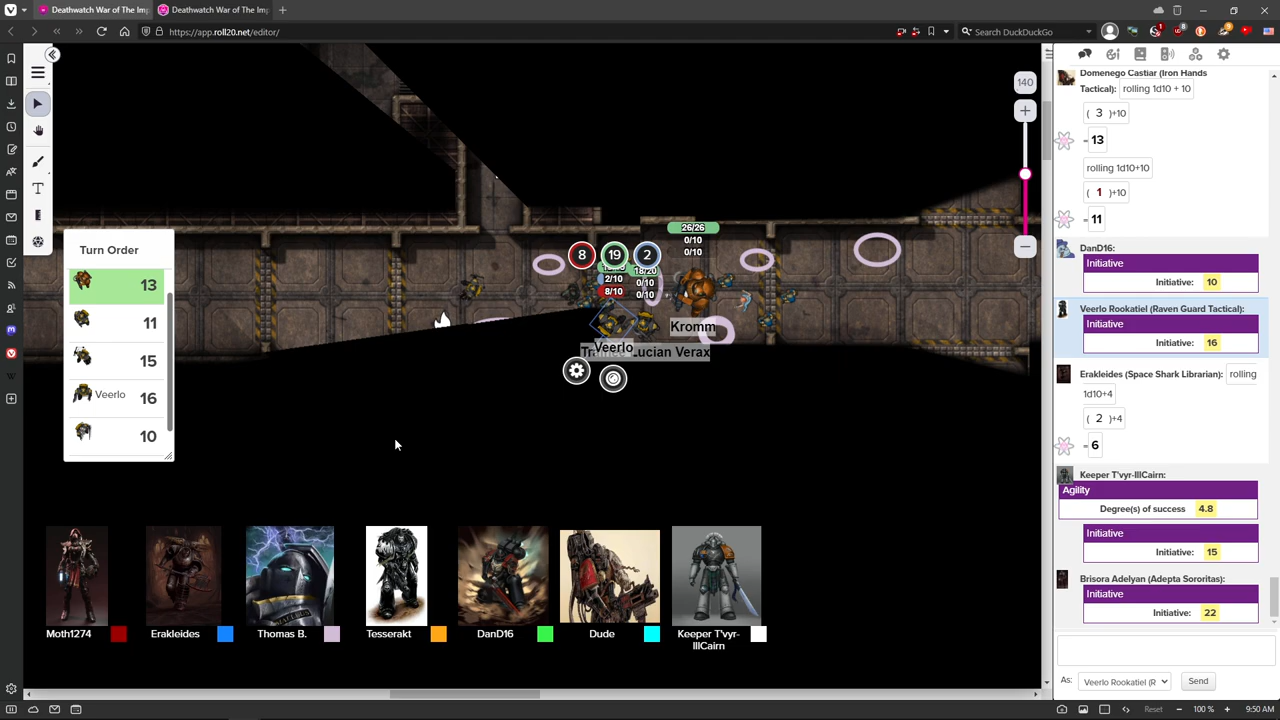 Deathwatch War of The Imp
Deathwatch War of The Imp
https://app.roll20.net/editor/
Search DuckDuckGo
140
Turn Order
13
11
15
Veerlo 16
10
26/26
0/10
0/10
8 19 2
2/10
8/10
18/20
0/10
0/10
Kromm
Veerlo
Lucian Verax
Moth1274
Erakleides
Thomas B.
Tesserakt
DanD16
Dude
Keeper T'vyr-IllCairn
Domenego Castiar (Iron Hands
Tactical): rolling 1d10 + 10
( 3 )+10
= 13
rolling 1d10+10
( 1 )+10
= 11
DanD16:
Initiative
Initiative: 10
Veerlo Rookatiel (Raven Guard Tactical):
Initiative
Initiative: 16
Erakleides (Space Shark Librarian): rolling
1d10+4
( 2 )+4
= 6
Keeper T'vyr-IllCairn:
Agility
Degree(s) of success 4.8
Initiative
Initiative: 15
Brisora Adelyan (Adepta Sororitas):
Initiative
Initiative: 22
As: Veerlo Rookatiel (R Send
Reset 100 % 9:50 AM